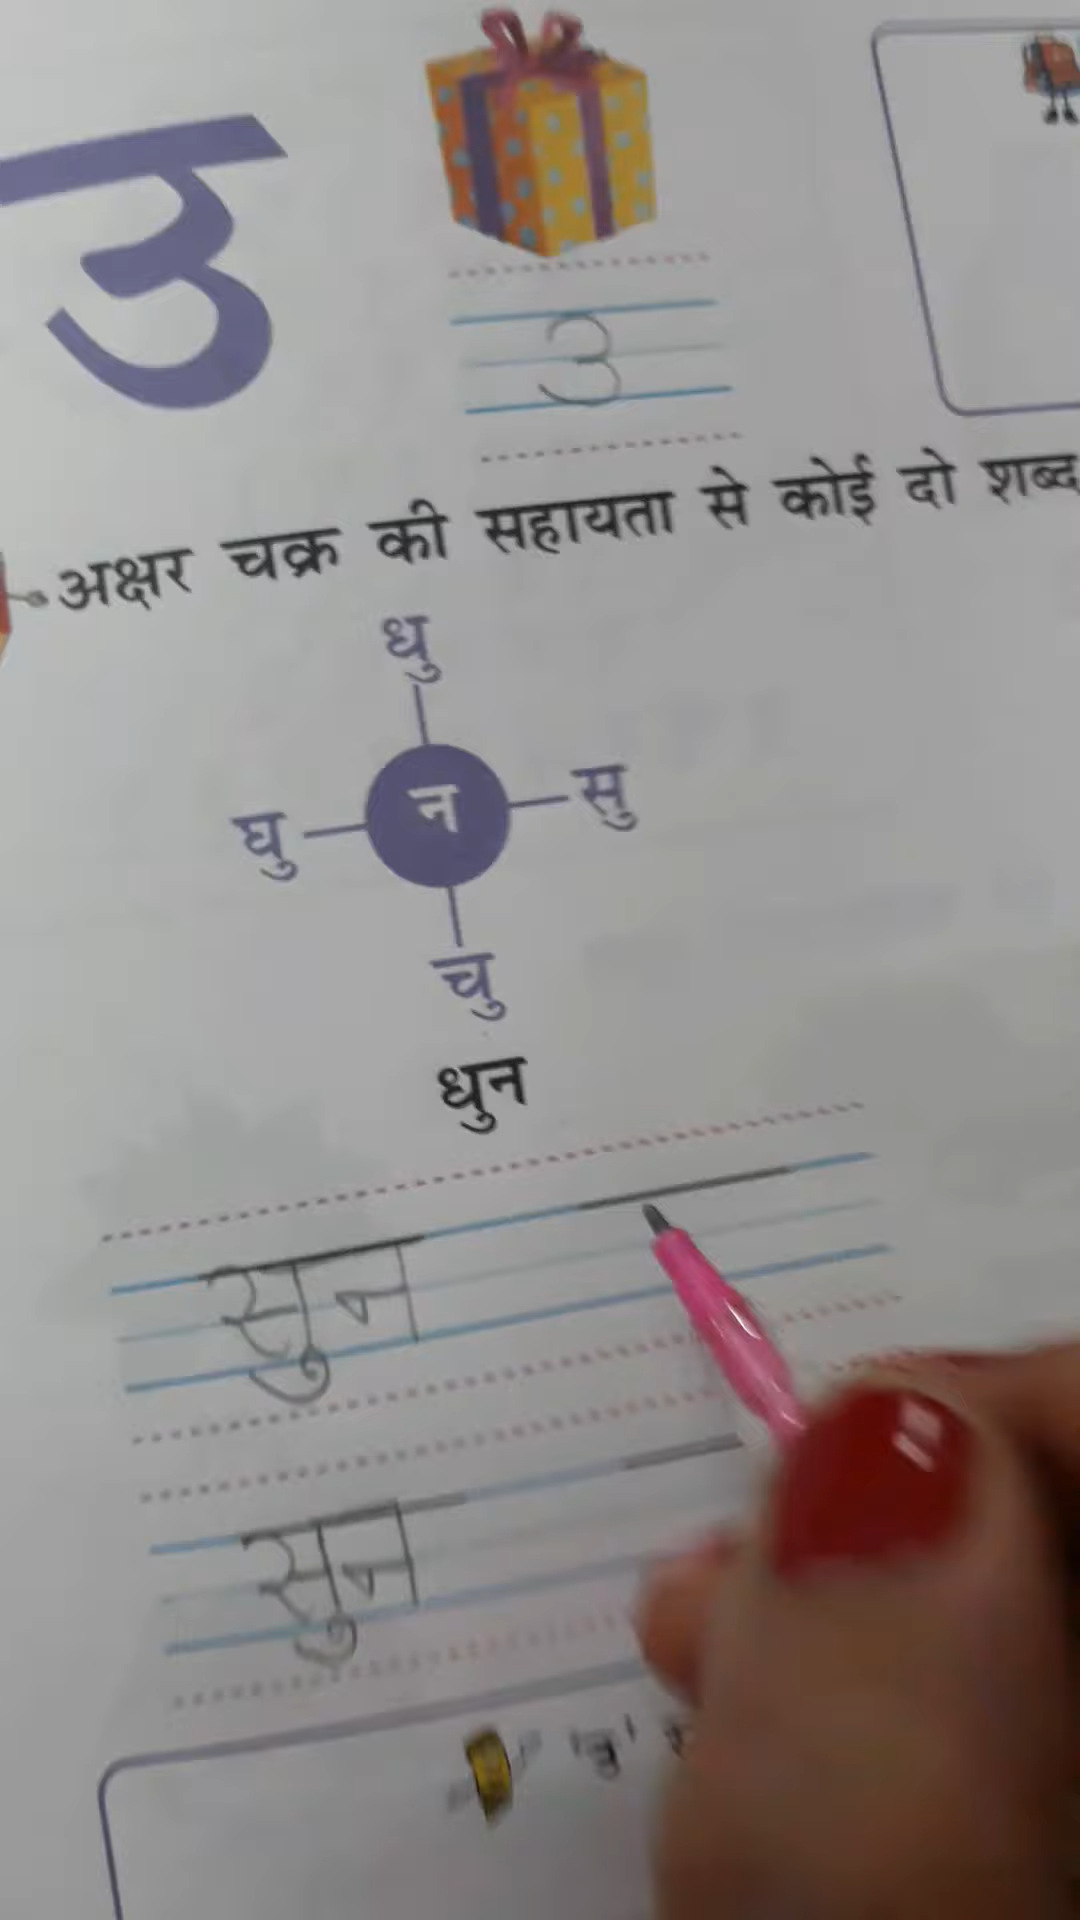 उ
उ
अक्षर चक्र की सहायता से कोई दो शब्द
धु
घु न सु
चु
धुन
सुन
सुन